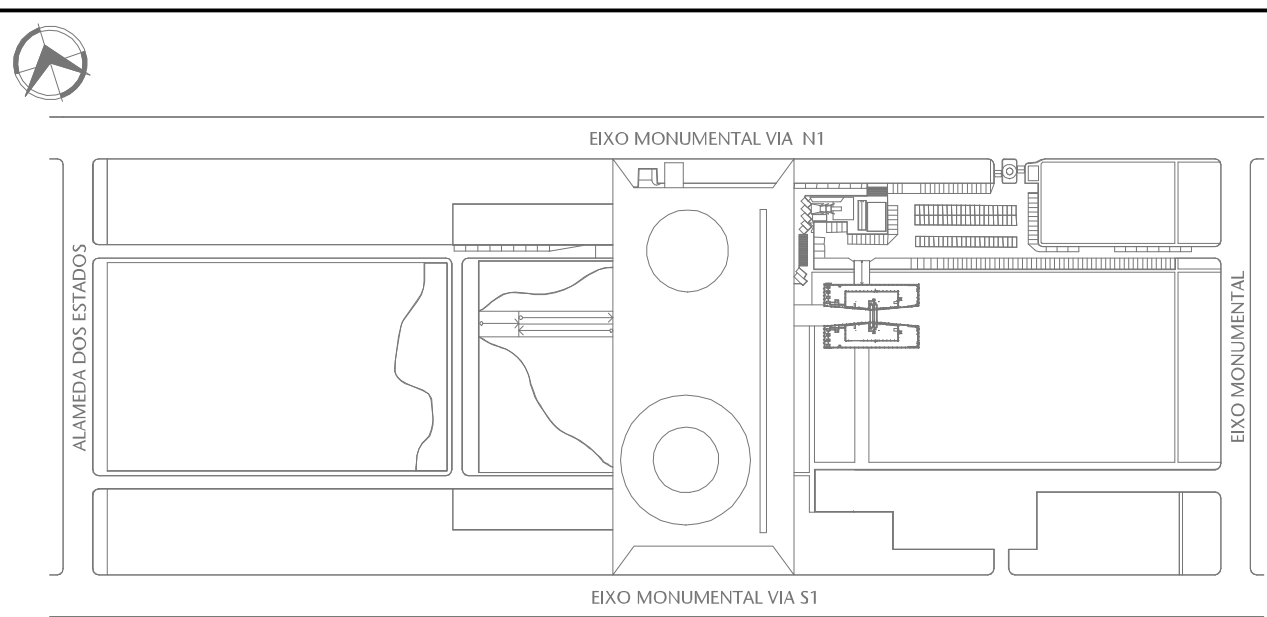 EIXO MONUMENTAL VIA N1
ALAMEDA DOS ESTADOS
EIXO MONUMENTAL
EIXO MONUMENTAL VIA S1